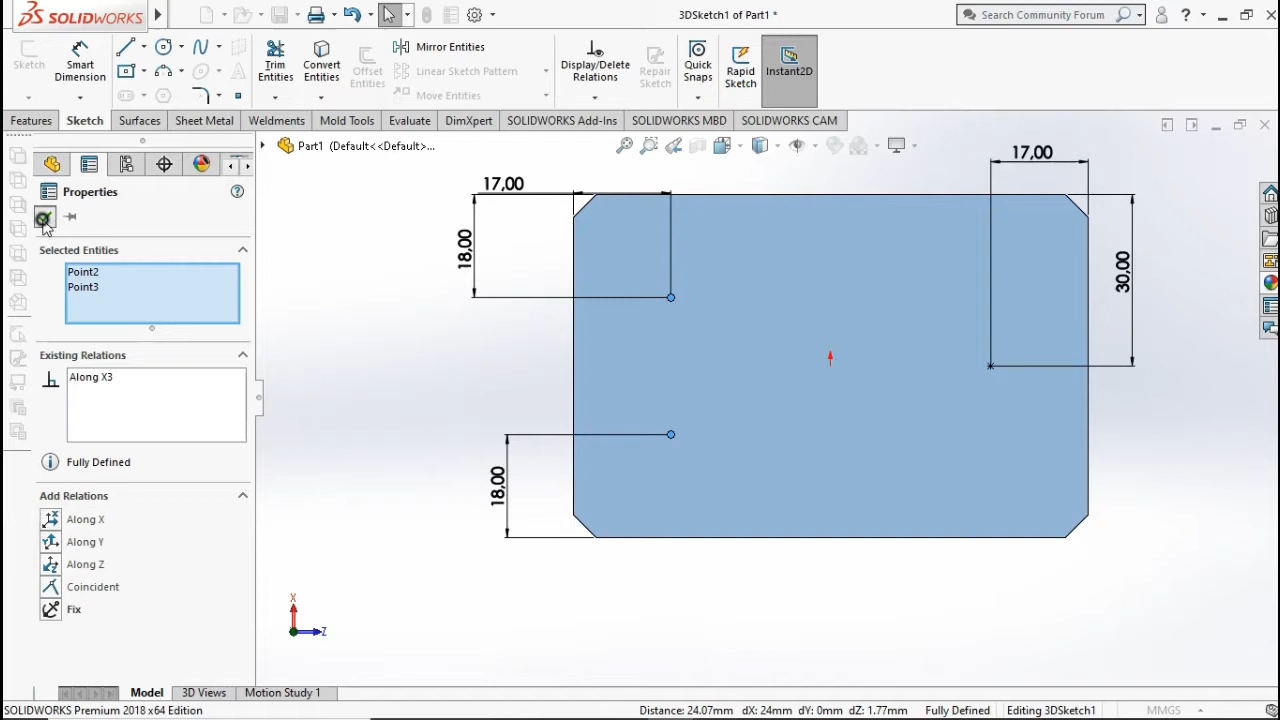 SOLIDWORKS
3DSketch1 of Part1 *
Search Community Forum
?
Sketch
Smart Dimension
Trim Entities
Convert Entities
Offset Entities
Mirror Entities
Linear Sketch Pattern
Move Entities
Display/Delete Relations
Repair Sketch
Quick Snaps
Rapid Sketch
Instant2D
Features
Sketch
Surfaces
Sheet Metal
Weldments
Mold Tools
Evaluate
DimXpert
SOLIDWORKS Add-Ins
SOLIDWORKS MBD
SOLIDWORKS CAM
Part1 (Default<<Default>...
Properties
Selected Entities
Point2
Point3
Existing Relations
Along X3
Fully Defined
Add Relations
Along X
Along Y
Along Z
Coincident
Fix
17,00
18,00
18,00
17,00
30,00
X
Z
Model
3D Views
Motion Study 1
SOLIDWORKS Premium 2018 x64 Edition
Distance: 24.07mm dX: 24mm dY: 0mm dZ: 1.77mm
Fully Defined
Editing 3DSketch1
MMGS